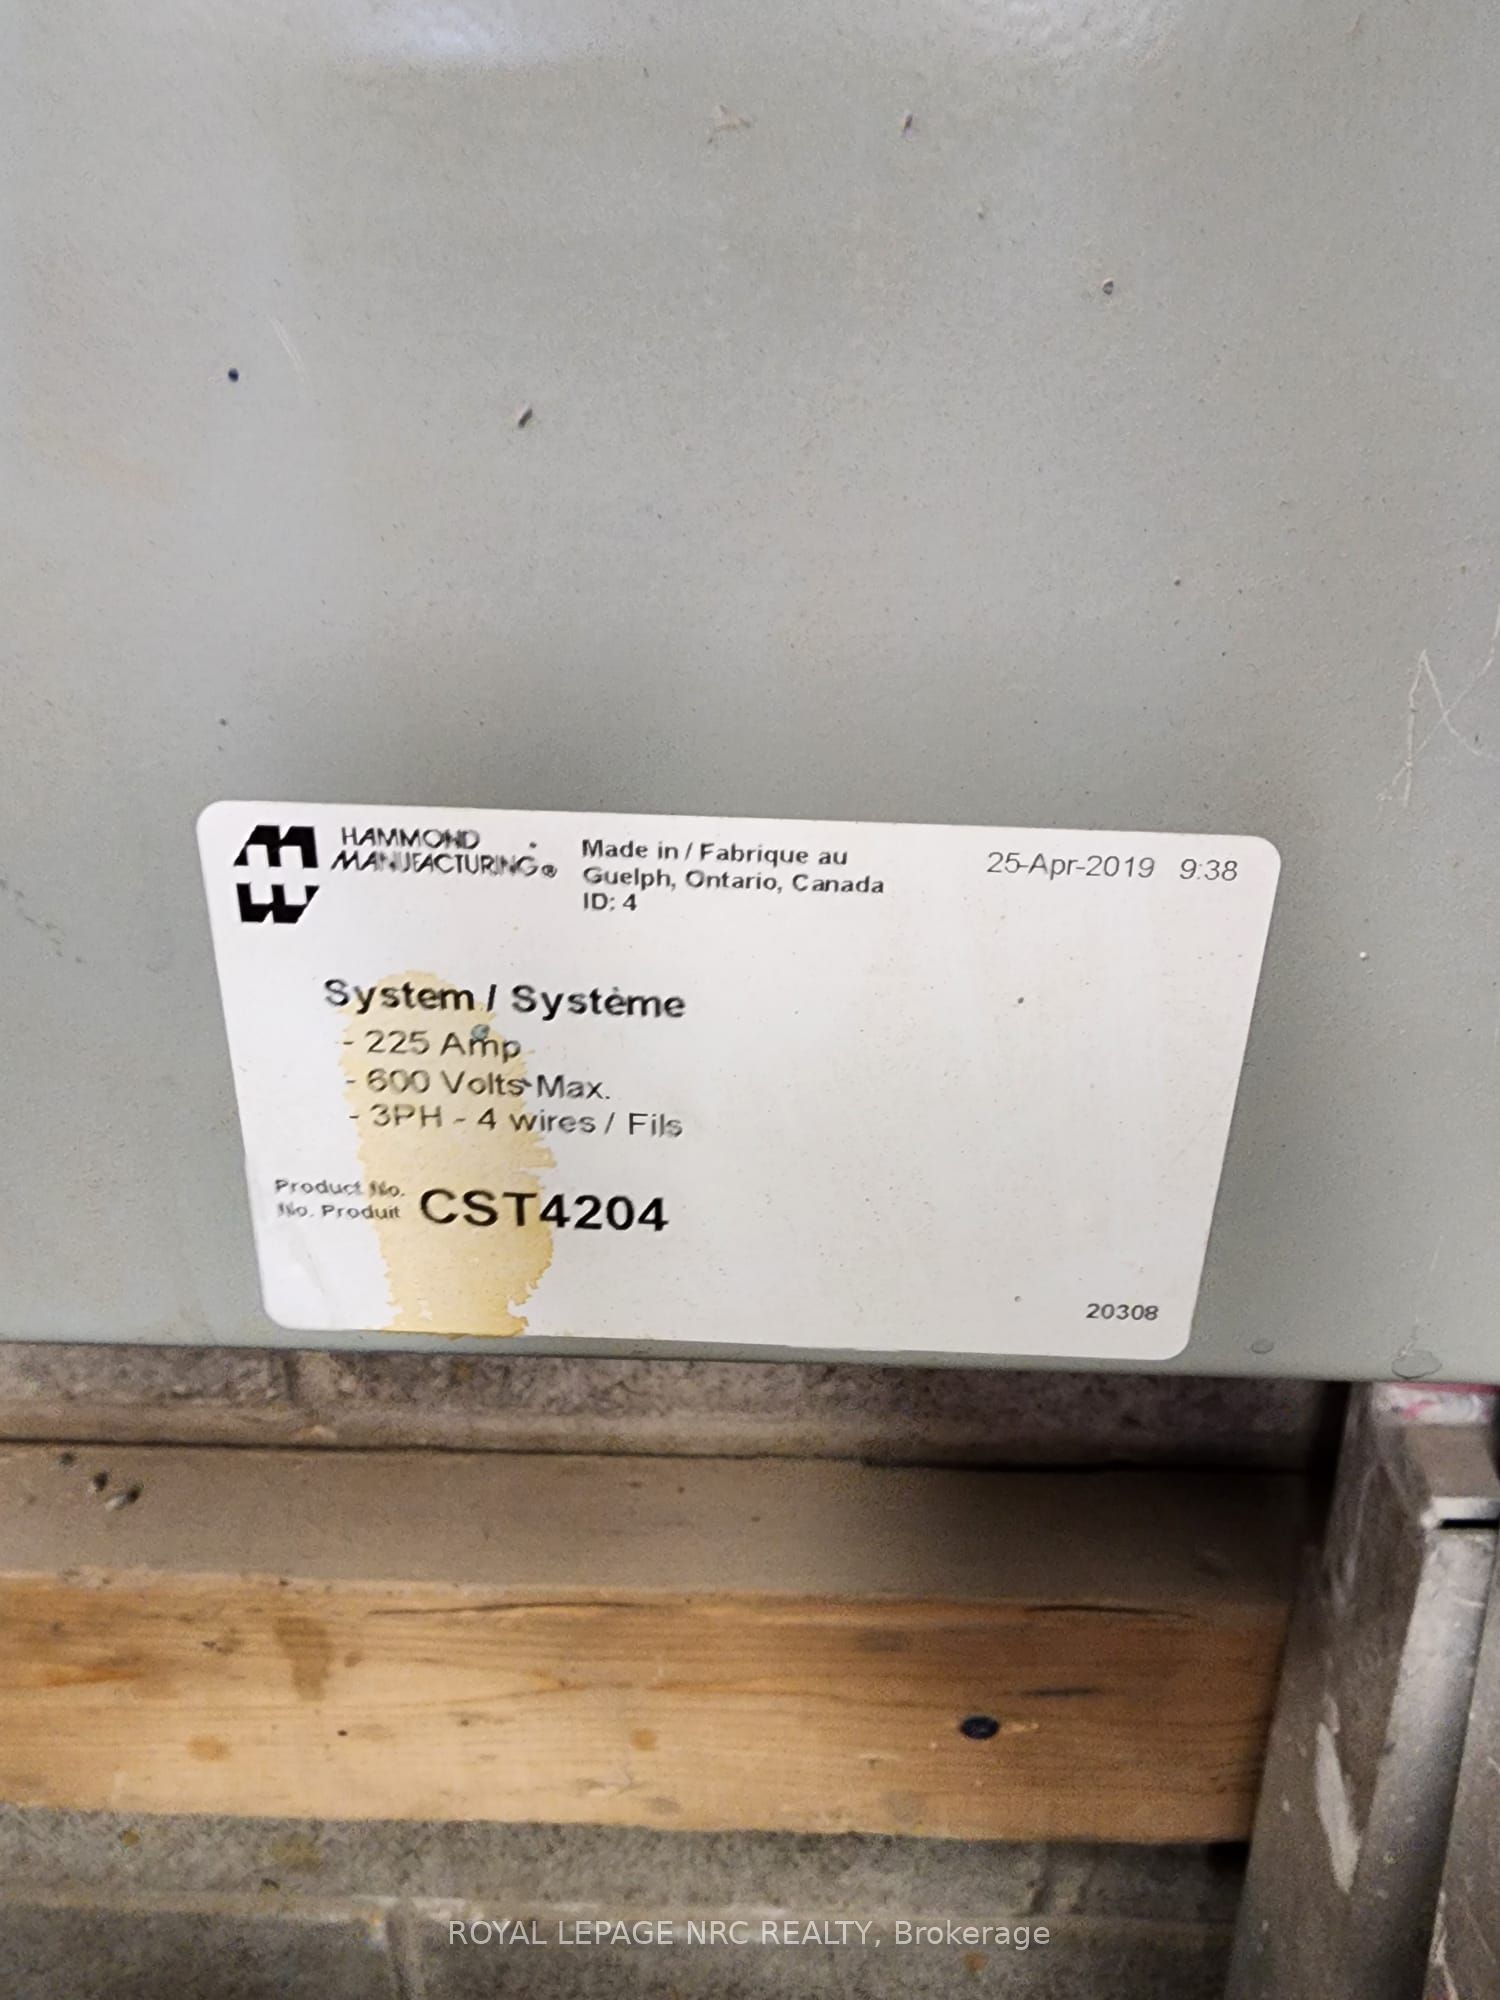 HAMMOND
MANUFACTURING®
Made in / Fabrique au
Guelph, Ontario, Canada
ID: 4
25-Apr-2019 9:38
System / Système
- 225 Amp
- 600 Volts Max.
- 3PH - 4 wires / Fils
Product No.
No. Produit
CST4204
20308
ROYAL LEPAGE NRC REALTY, Brokerage